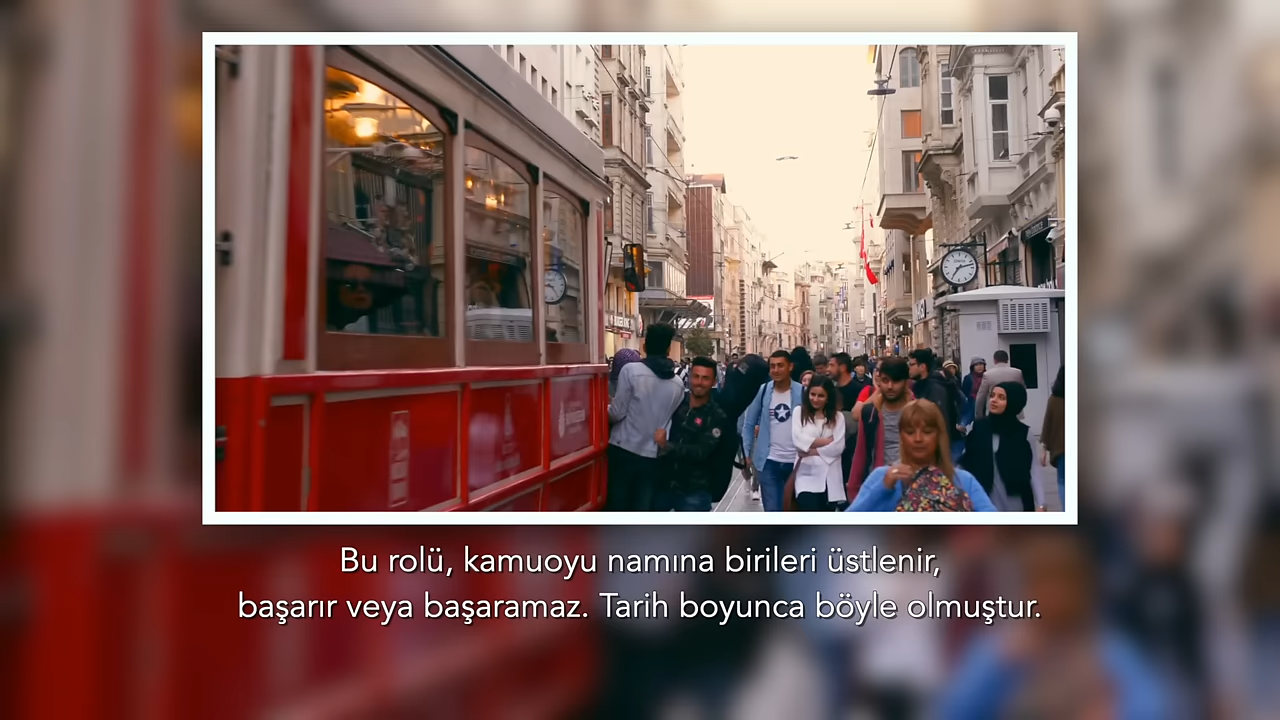 Bu rolü, kamuoyu namına birileri üstlenir,
başarır veya başaramaz. Tarih boyunca böyle olmuştur.